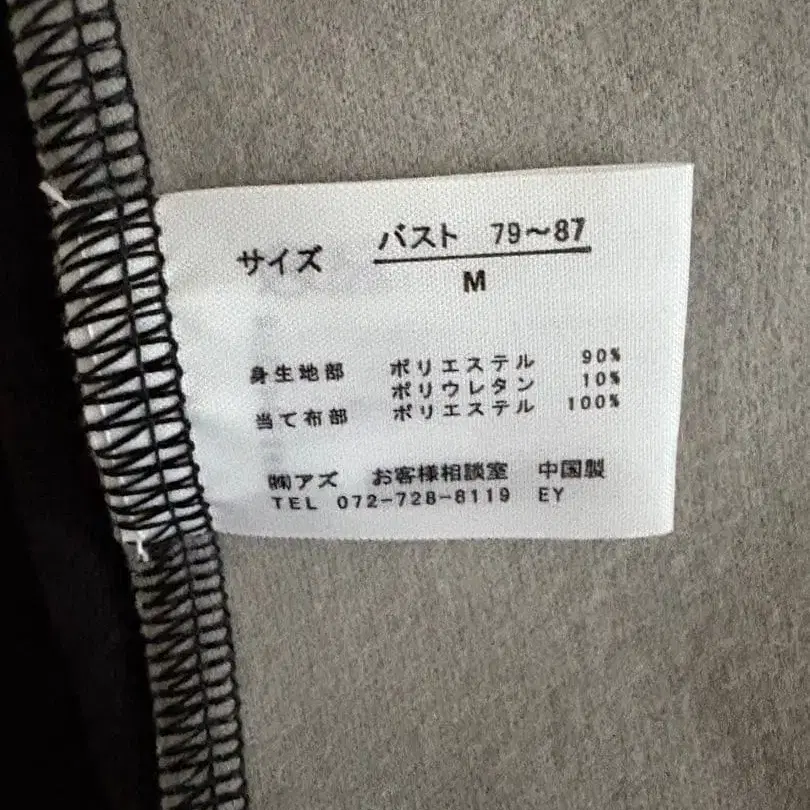 サイズ バスト 79～87
M
身生地部 ポリエステル 90%
ポリウレタン 10%
当て布部 ポリエステル 100%
㈱アズ お客様相談室 中国製
TEL 072-728-8119 EY